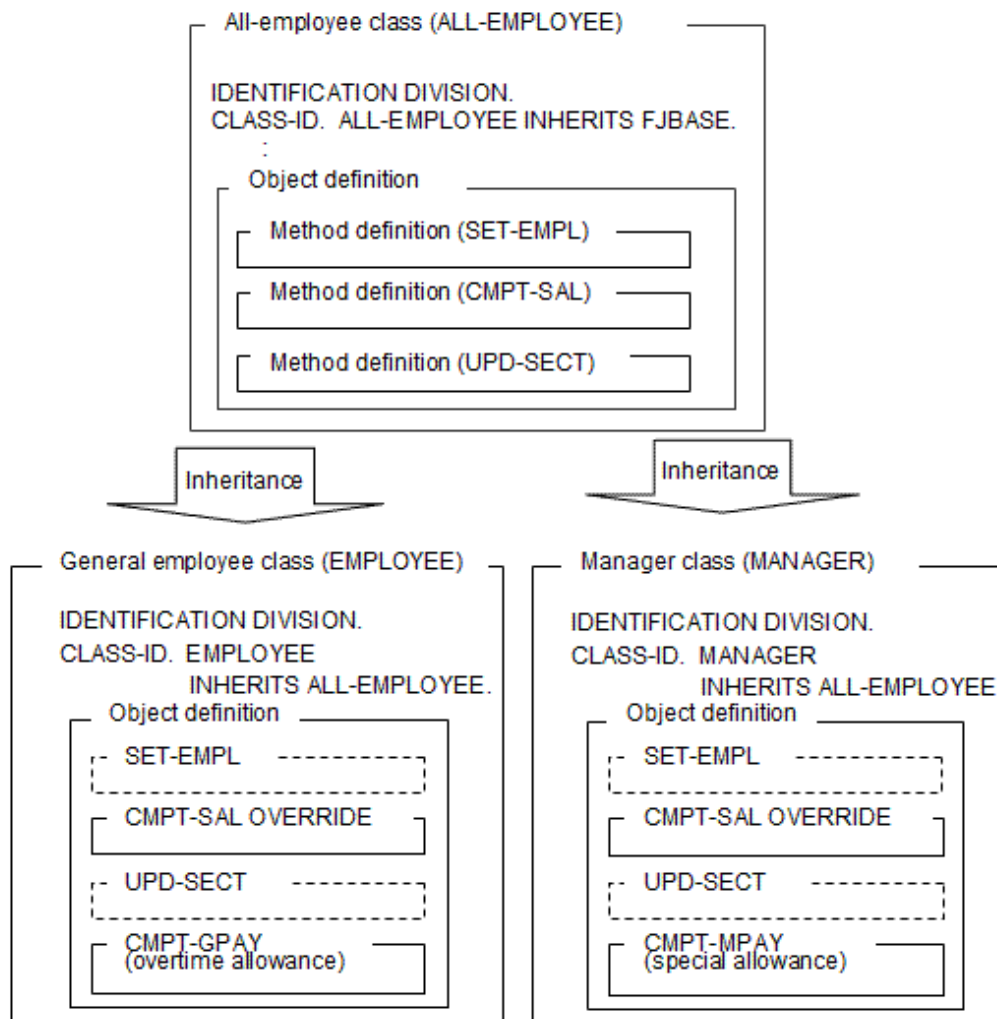 All-employee class (ALL-EMPLOYEE)
IDENTIFICATION DIVISION.
CLASS-ID. ALL-EMPLOYEE INHERITS FJBASE.
:
Object definition
Method definition (SET-EMPL)
Method definition (CMPT-SAL)
Method definition (UPD-SECT)
Inheritance
Inheritance
General employee class (EMPLOYEE)
IDENTIFICATION DIVISION.
CLASS-ID. EMPLOYEE
INHERITS ALL-EMPLOYEE.
Object definition
SET-EMPL
CMPT-SAL OVERRIDE
UPD-SECT
CMPT-GPAY
(overtime allowance)
Manager class (MANAGER)
IDENTIFICATION DIVISION.
CLASS-ID. MANAGER
INHERITS ALL-EMPLOYEE
Object definition
SET-EMPL
CMPT-SAL OVERRIDE
UPD-SECT
CMPT-MPAY
(special allowance)